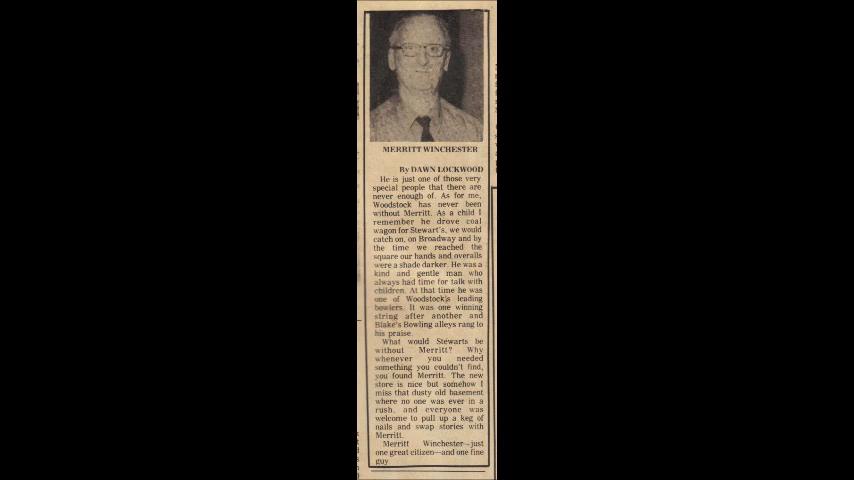 MERRITT WINCHESTER
By DAWN LOCKWOOD
He is just one of those very
special people that there are
never enough of. As for me,
Woodstock has never been
without Merritt. As a child I
remember he drove coal
wagon for Stewart's, we would
catch on, on Broadway and by
the time we reached the
square our hands and overalls
were a shade darker. He was a
kind and gentle man who
always had time for talk with
children. At that time he was
one of Woodstock's leading
bowlers. It was one winning
string after another and
Blake's Bowling alleys rang to
his praise.
What would Stewarts be
without Merritt? Why
whenever you needed
something you couldn't find,
you found Merritt. The new
store is nice but somehow I
miss that dusty old basement
where no one was ever in a
rush, and everyone was
welcome to pull up a keg of
nails and swap stories with
Merritt.
Merritt Winchester—just
one great citizen—and one fine
guy